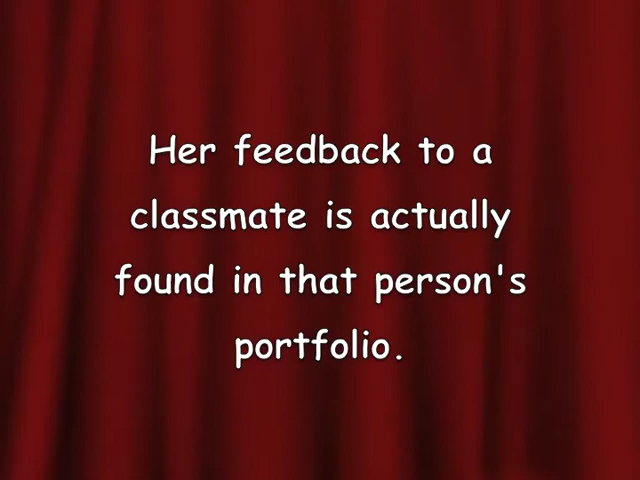 Her feedback to a
classmate is actually
found in that person's
portfolio.